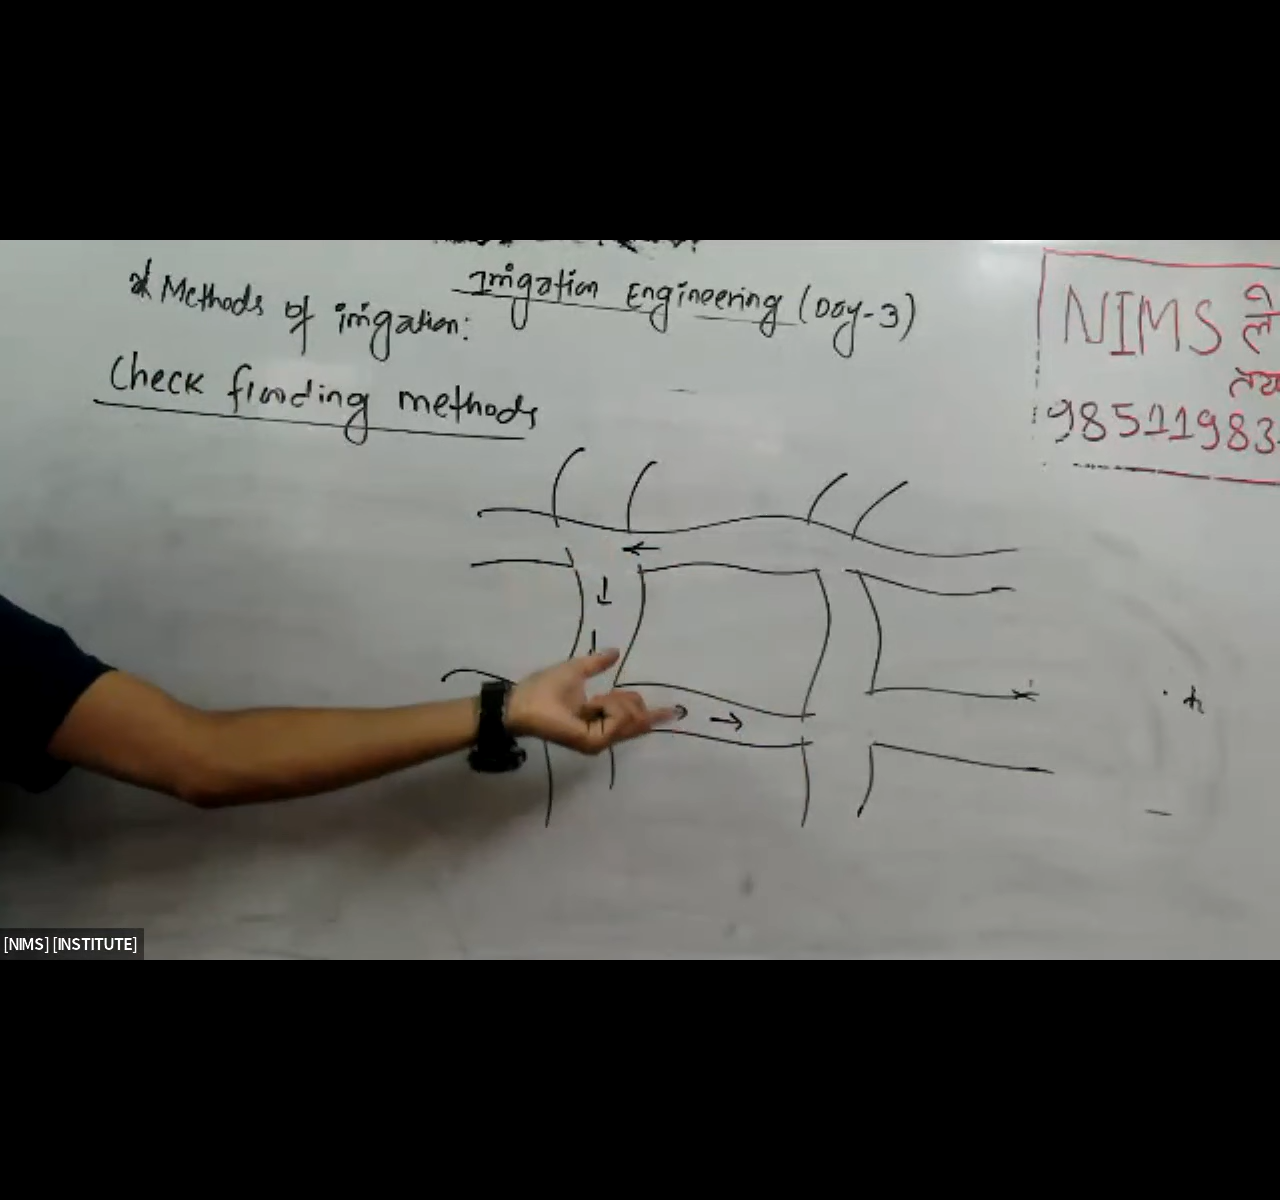 Irrigation Engineering (Day-3)
* Methods of irrigation:
Check flooding methods
NIMS
98511983
[NIMS] [INSTITUTE]